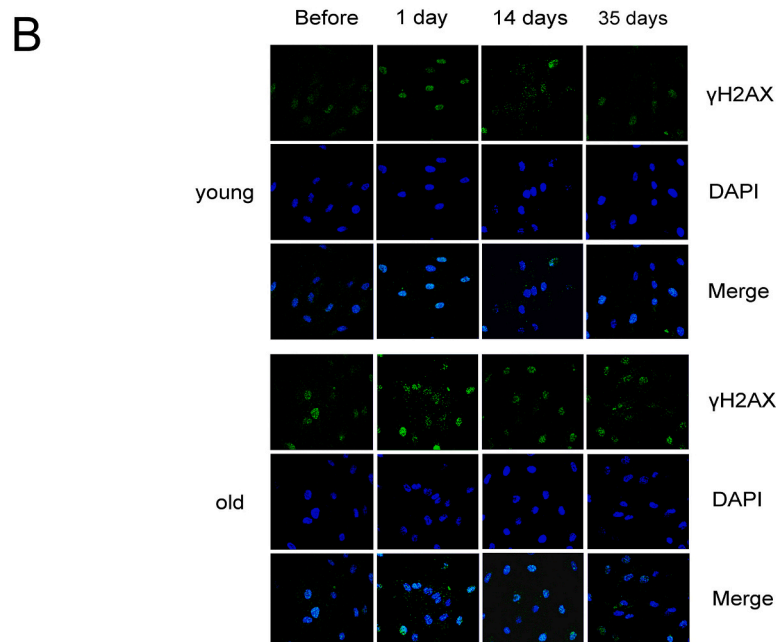 B
Before 1 day 14 days 35 days
γH2AX
young DAPI
Merge
γH2AX
old DAPI
Merge